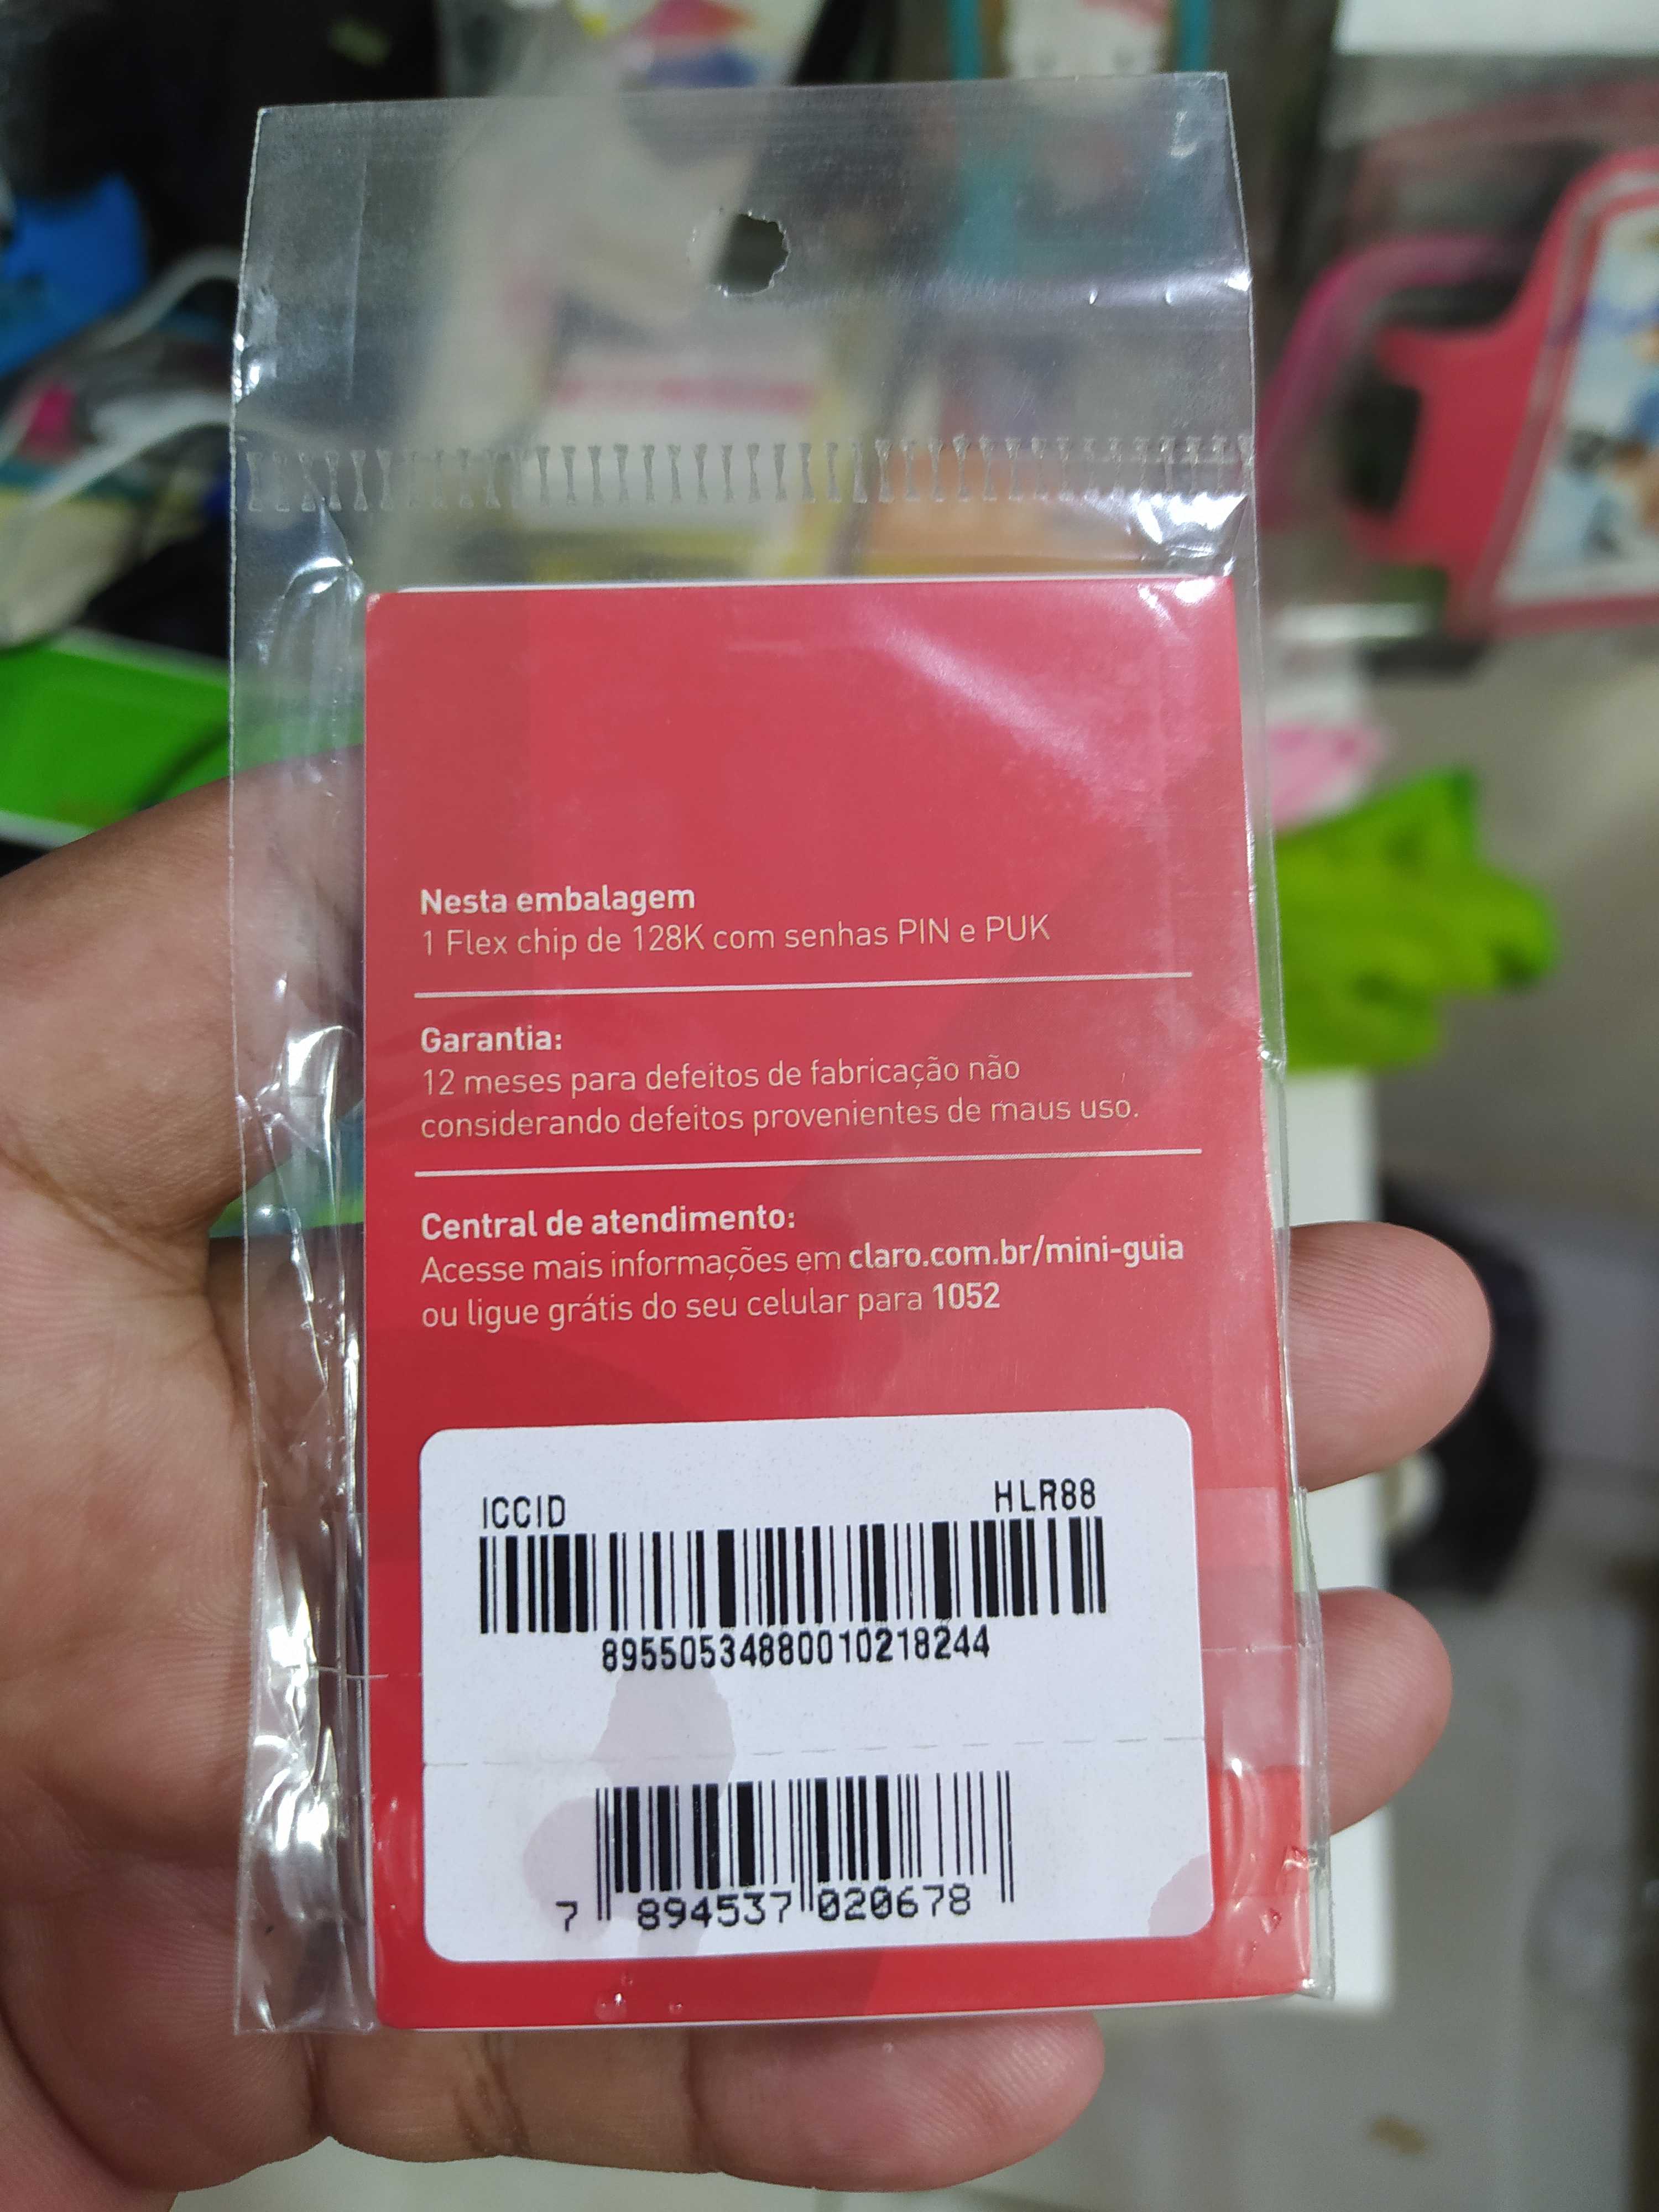 Nesta embalagem
1 Flex chip de 128K com senhas PIN e PUK
Garantia:
12 meses para defeitos de fabricação não
considerando defeitos provenientes de maus uso.
Central de atendimento:
Acesse mais informações em claro.com.br/mini-guia
ou ligue grátis do seu celular para 1052
ICCID HLR88
89550534880010218244
7 894537 020678